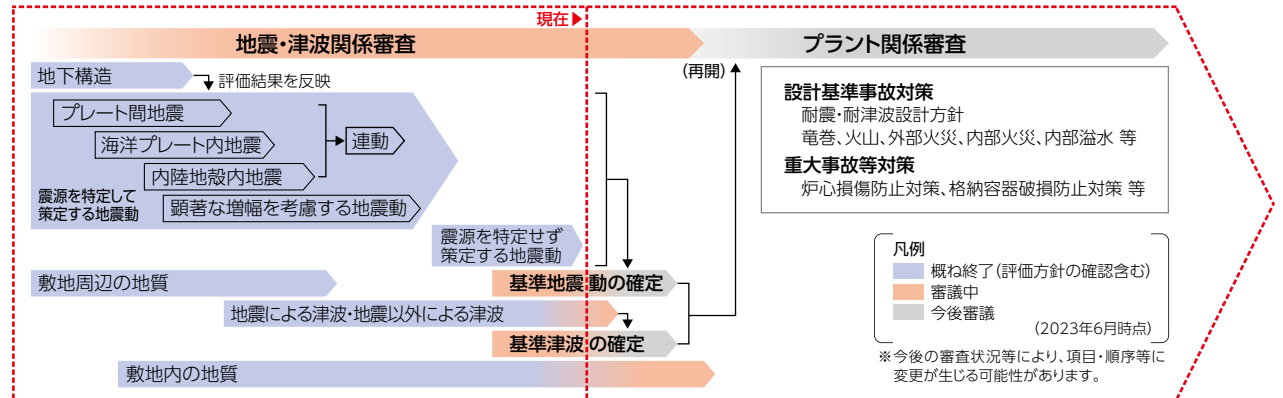 現在▶
地震・津波関係審査
プラント関係審査
地下構造
評価結果を反映
(再開)
プレート間地震
海洋プレート内地震
連動
内陸地殻内地震
震源を特定して
策定する地震動
顕著な増幅を考慮する地震動
震源を特定せず
策定する地震動
敷地周辺の地質
基準地震動の確定
地震による津波・地震以外による津波
基準津波の確定
敷地内の地質
設計基準事故対策
耐震・耐津波設計方針
竜巻、火山、外部火災、内部火災、内部溢水 等
重大事故等対策
炉心損傷防止対策、格納容器破損防止対策 等
凡例
概ね終了(評価方針の確認含む)
審議中
今後審議
(2023年6月時点)
※今後の審査状況等により、項目・順序等に
変更が生じる可能性があります。